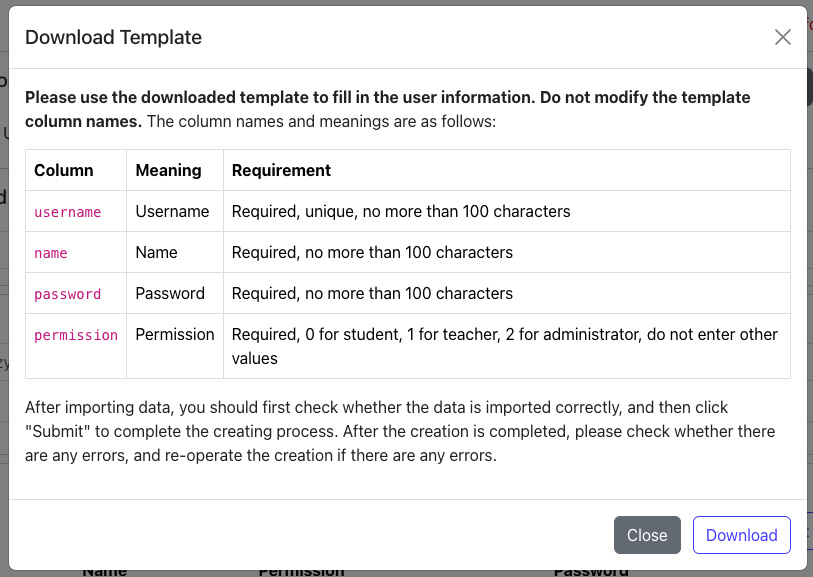 Download Template
Please use the downloaded template to fill in the user information. Do not modify the template
column names. The column names and meanings are as follows:
Column Meaning Requirement
username Username Required, unique, no more than 100 characters
name Name Required, no more than 100 characters
password Password Required, no more than 100 characters
permission Permission Required, 0 for student, 1 for teacher, 2 for administrator, do not enter other
values
After importing data, you should first check whether the data is imported correctly, and then click
"Submit" to complete the creating process. After the creation is completed, please check whether there
are any errors, and re-operate the creation if there are any errors.
Close Download
Name Permission Password